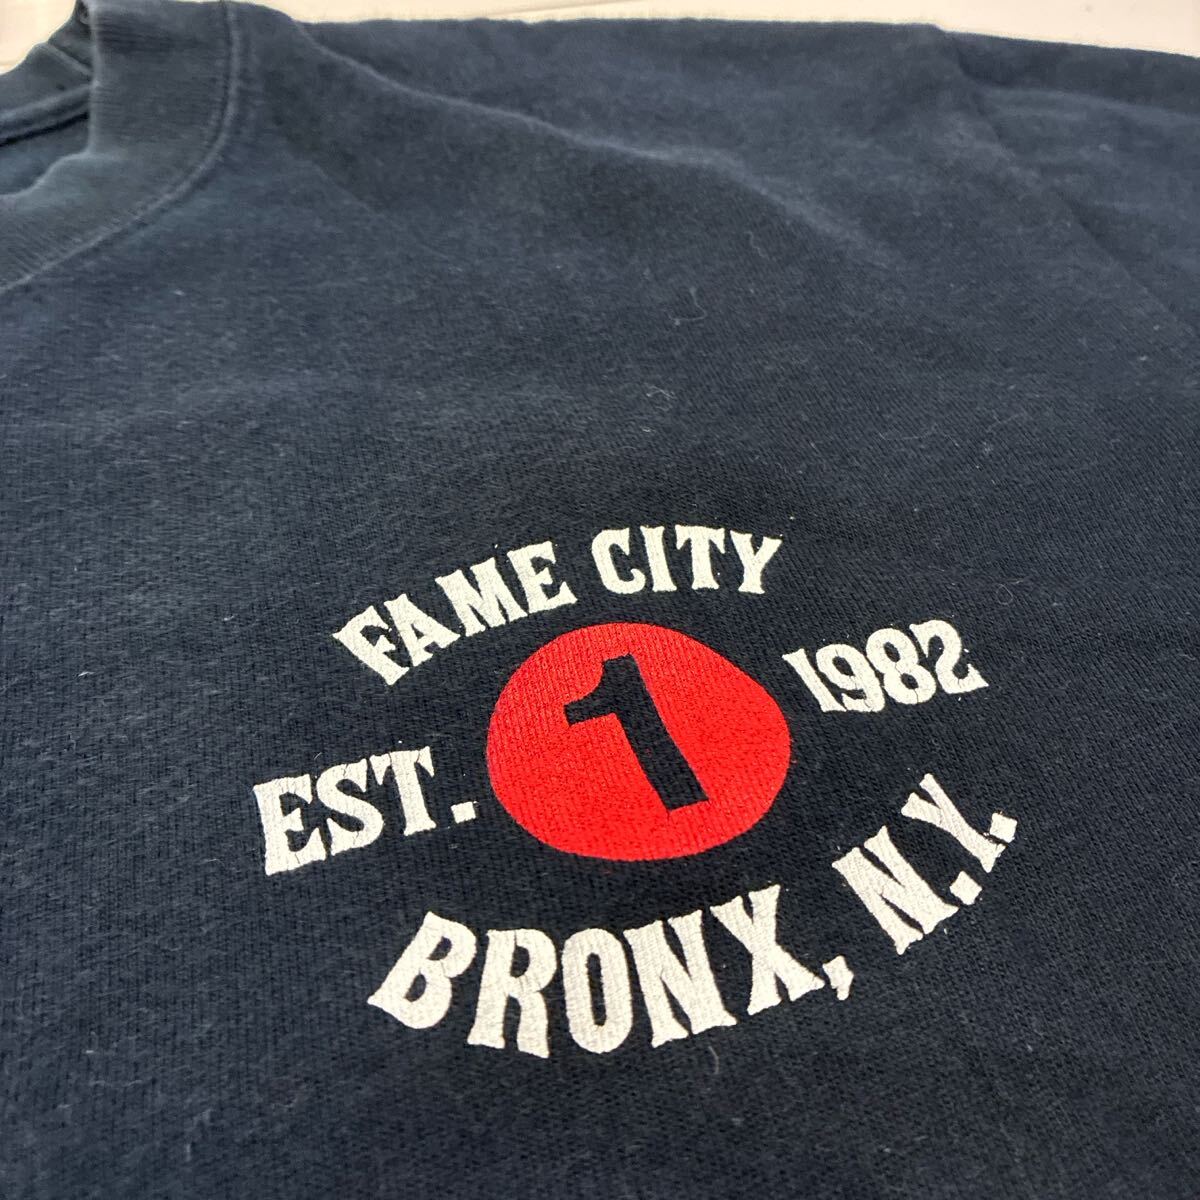 FAME CITY
EST. 1 1982
BRONX, N.Y.